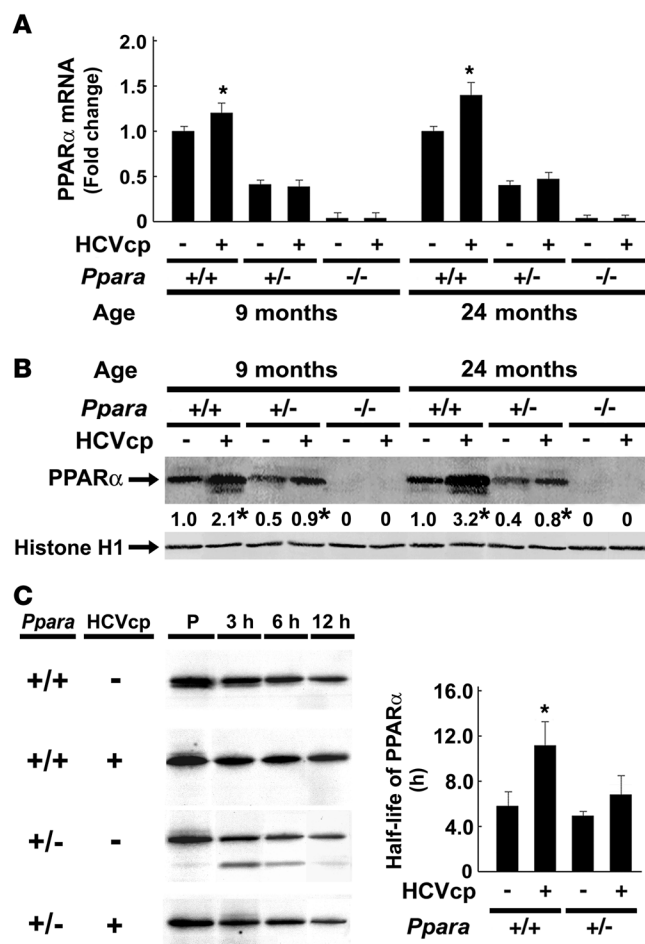 A
PPARα mRNA
(Fold change)
2.0
1.5
1.0
0.5
0
*
*
HCVcp - + - + - + - + - + - +
Ppara +/+ +/- -/- +/+ +/- -/-
Age 9 months 24 months
B
Age 9 months 24 months
Ppara +/+ +/- -/- +/+ +/- -/-
HCVcp - + - + - + - + - + - +
PPARα
1.0 2.1* 0.5 0.9* 0 0 1.0 3.2* 0.4 0.8* 0 0
Histone H1
C
Ppara HCVcp P 3 h 6 h 12 h
+/+ -
+/+ +
+/- -
+/- +
Half-life of PPARα
(h)
16.0
12.0
8.0
4.0
0
*
HCVcp - + - +
Ppara +/+ +/-